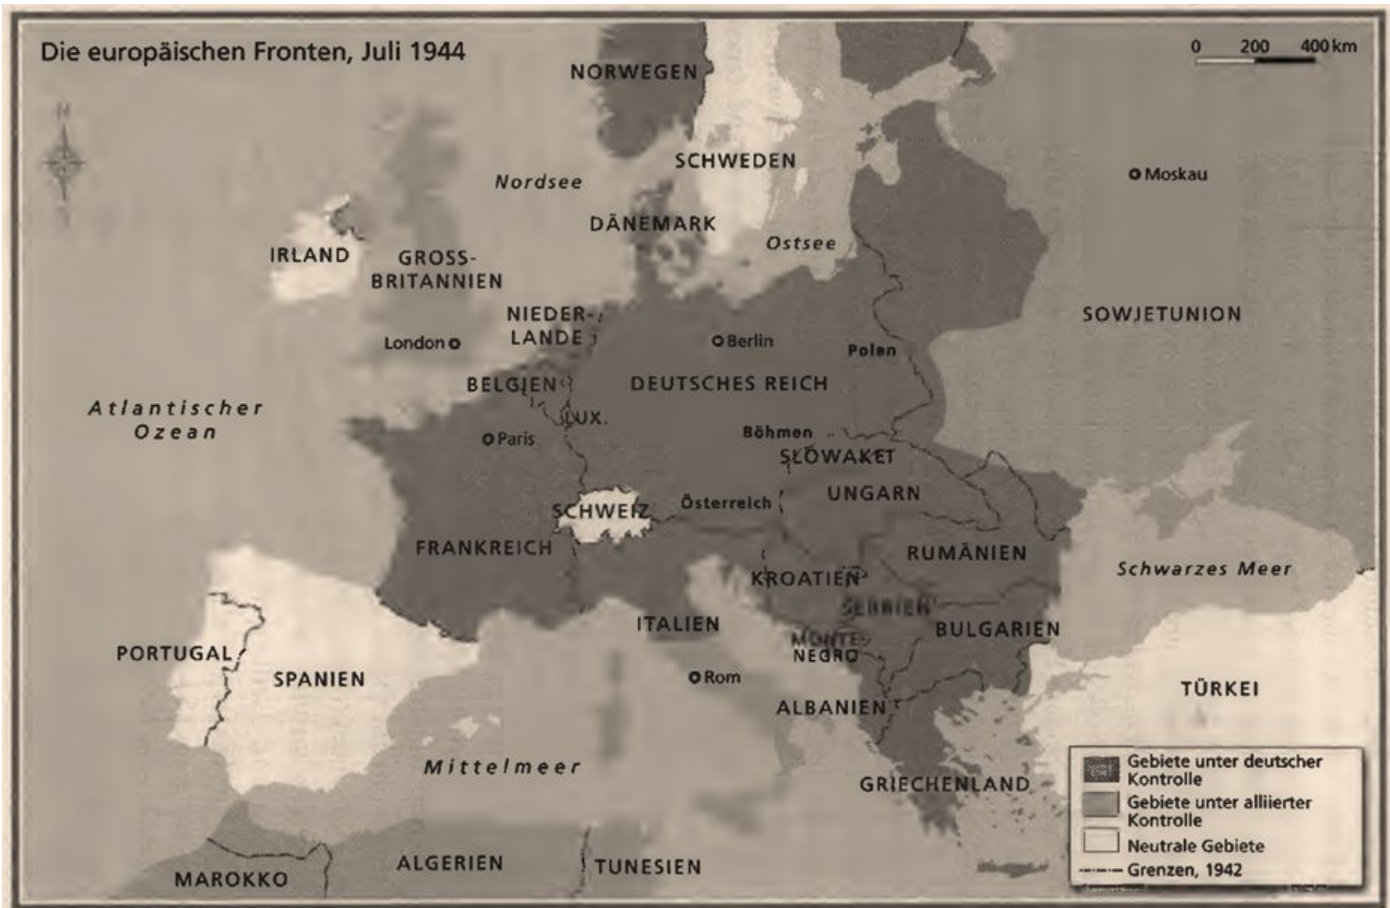 Die europäischen Fronten, Juli 1944
0 200 400 km
N
NORWEGEN
SCHWEDEN
Moskau
Nordsee
DÄNEMARK
Ostsee
IRLAND
GROSS-
BRITANNIEN
NIEDER-
LANDE
SOWJETUNION
London
Berlin
Polen
BELGIEN
DEUTSCHES REICH
Atlantischer
Ozean
LUX.
Paris
Böhmen
SLOWAKEI
UNGARN
Österreich
SCHWEIZ
FRANKREICH
RUMÄNIEN
Schwarzes Meer
KROATIEN
SERBIEN
ITALIEN
BULGARIEN
MONTE-
NEGRO
PORTUGAL
SPANIEN
Rom
TÜRKEI
ALBANIEN
Mittelmeer
GRIECHENLAND
Gebiete unter deutscher
Kontrolle
Gebiete unter alliierter
Kontrolle
Neutrale Gebiete
Grenzen, 1942
MAROKKO
ALGERIEN
TUNESIEN